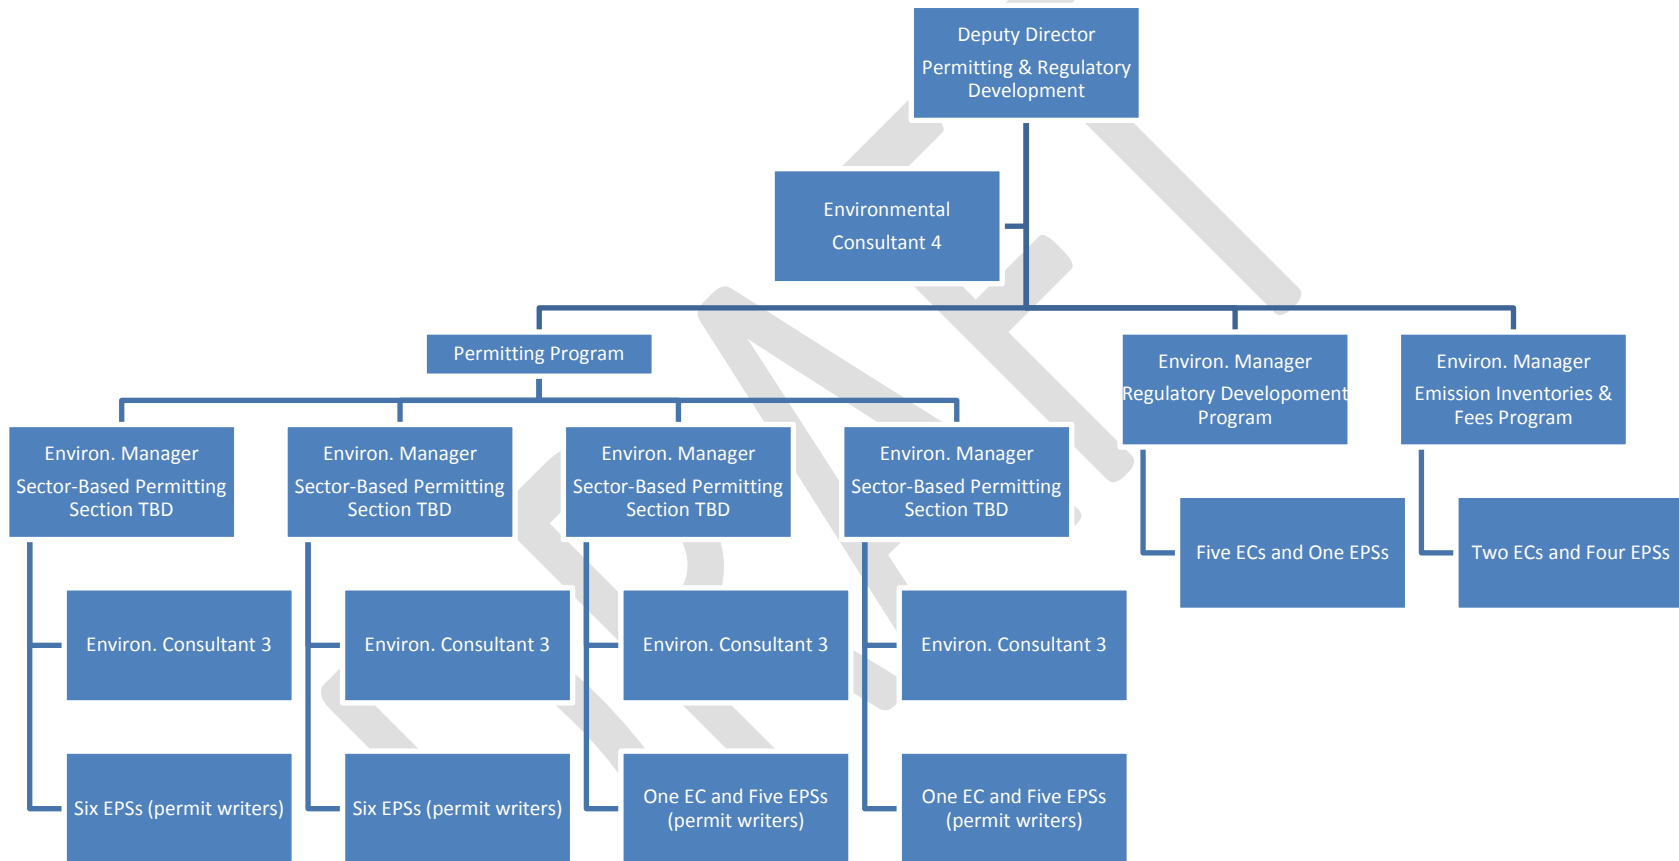 Deputy Director
Permitting & Regulatory
Development
Environmental
Consultant 4
Permitting Program
Environ. Manager
Regulatory Developoment
Program
Environ. Manager
Emission Inventories &
Fees Program
Environ. Manager
Sector-Based Permitting
Section TBD
Environ. Manager
Sector-Based Permitting
Section TBD
Environ. Manager
Sector-Based Permitting
Section TBD
Environ. Manager
Sector-Based Permitting
Section TBD
Five ECs and One EPSs
Two ECs and Four EPSs
Environ. Consultant 3
Environ. Consultant 3
Environ. Consultant 3
Environ. Consultant 3
Six EPSs (permit writers)
Six EPSs (permit writers)
One EC and Five EPSs
(permit writers)
One EC and Five EPSs
(permit writers)
DRAFT